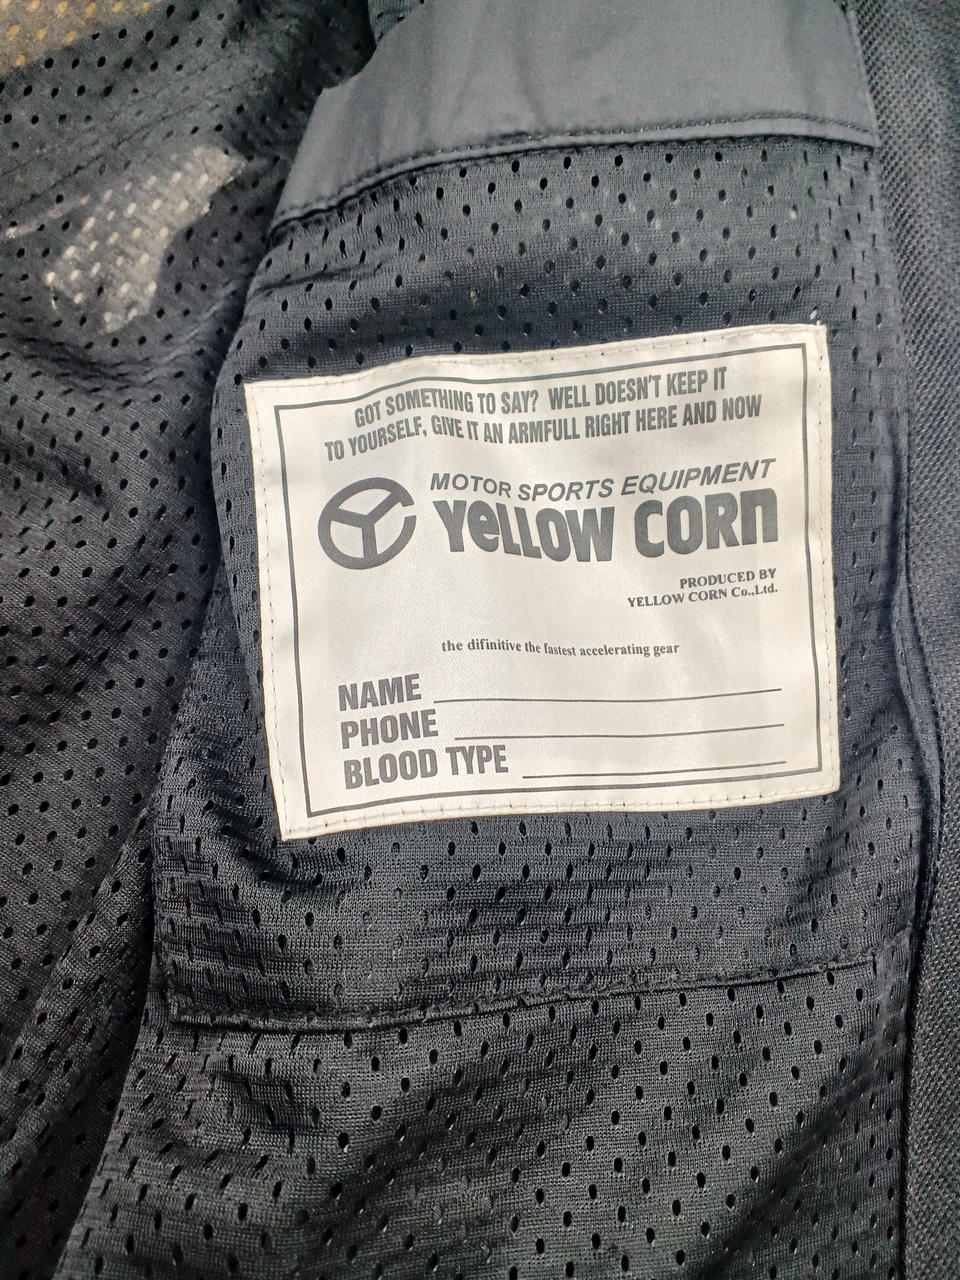 GOT SOMETHING TO SAY? WELL DOESN'T KEEP IT
TO YOURSELF, GIVE IT AN ARMFULL RIGHT HERE AND NOW
MOTOR SPORTS EQUIPMENT
YeLLOW CORn
PRODUCED BY
YELLOW CORN Co.,Ltd.
the difinitive the fastest accelerating gear
NAME
PHONE
BLOOD TYPE